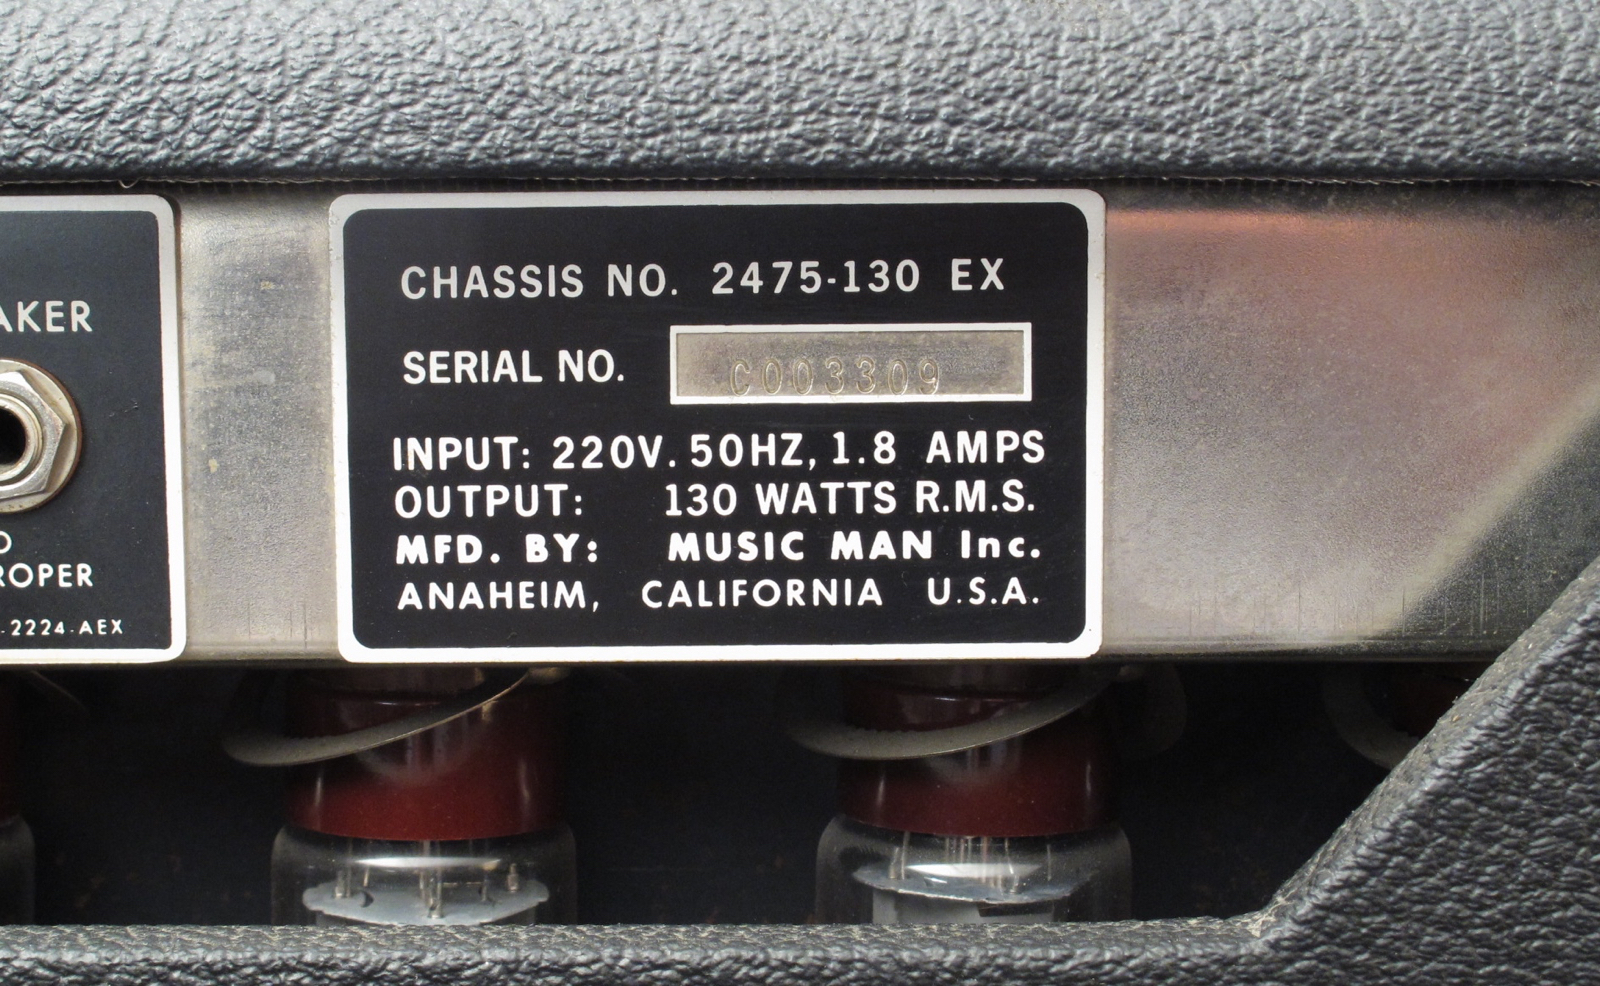 AKER
O
ROPER
-2224-AEX
CHASSIS NO. 2475-130 EX
SERIAL NO. C003309
INPUT: 220V. 50HZ, 1.8 AMPS
OUTPUT: 130 WATTS R.M.S.
MFD. BY: MUSIC MAN Inc.
ANAHEIM, CALIFORNIA U.S.A.